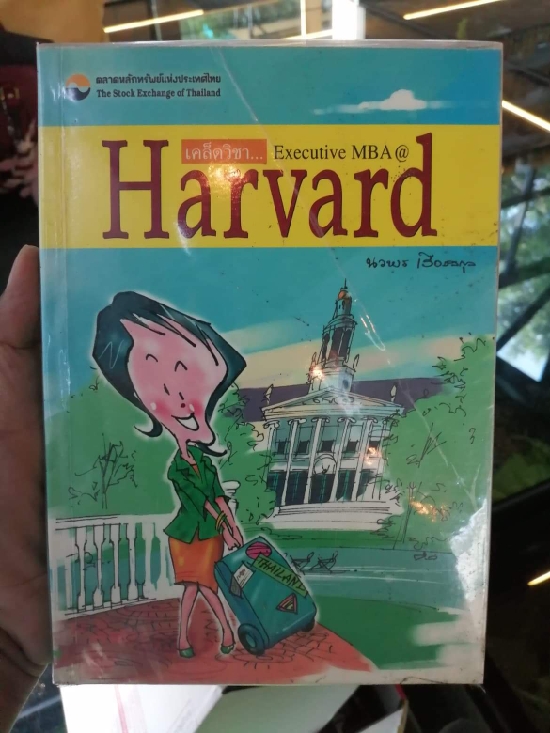 ตลาดหลักทรัพย์แห่งประเทศไทย
The Stock Exchange of Thailand
เคล็ดวิชา... Executive MBA @
Harvard
นวพร เรืองสกุล
THAILAND